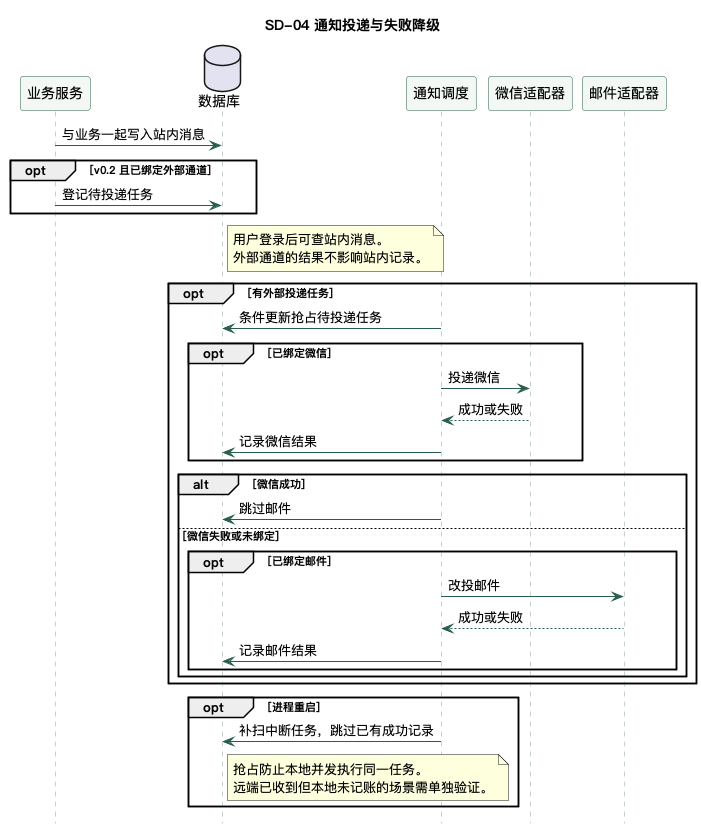 SD-04 通知投递与失败降级
业务服务
数据库
通知调度
微信适配器
邮件适配器
与业务一起写入站内消息
opt [v0.2 且已绑定外部通道]
登记待投递任务
用户登录后可查站内消息。
外部通道的结果不影响站内记录。
opt [有外部投递任务]
条件更新抢占待投递任务
opt [已绑定微信]
投递微信
成功或失败
记录微信结果
alt [微信成功]
跳过邮件
[微信失败或未绑定]
opt [已绑定邮件]
改投邮件
成功或失败
记录邮件结果
opt [进程重启]
补扫中断任务，跳过已有成功记录
抢占防止本地并发执行同一任务。
远端已收到但本地未记账的场景需单独验证。